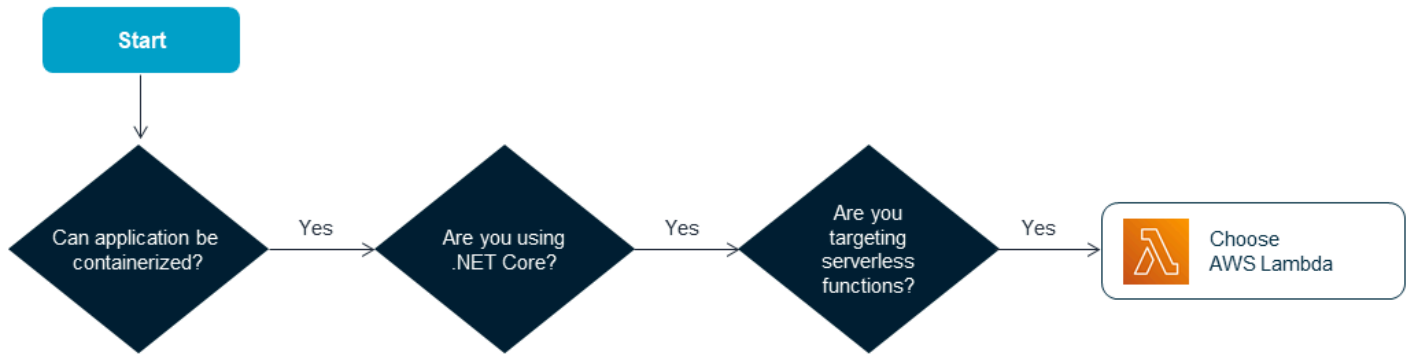 Start
Can application be
containerized?
Yes
Are you using
.NET Core?
Yes
Are you
targeting
serverless
functions?
Yes
Choose
AWS Lambda